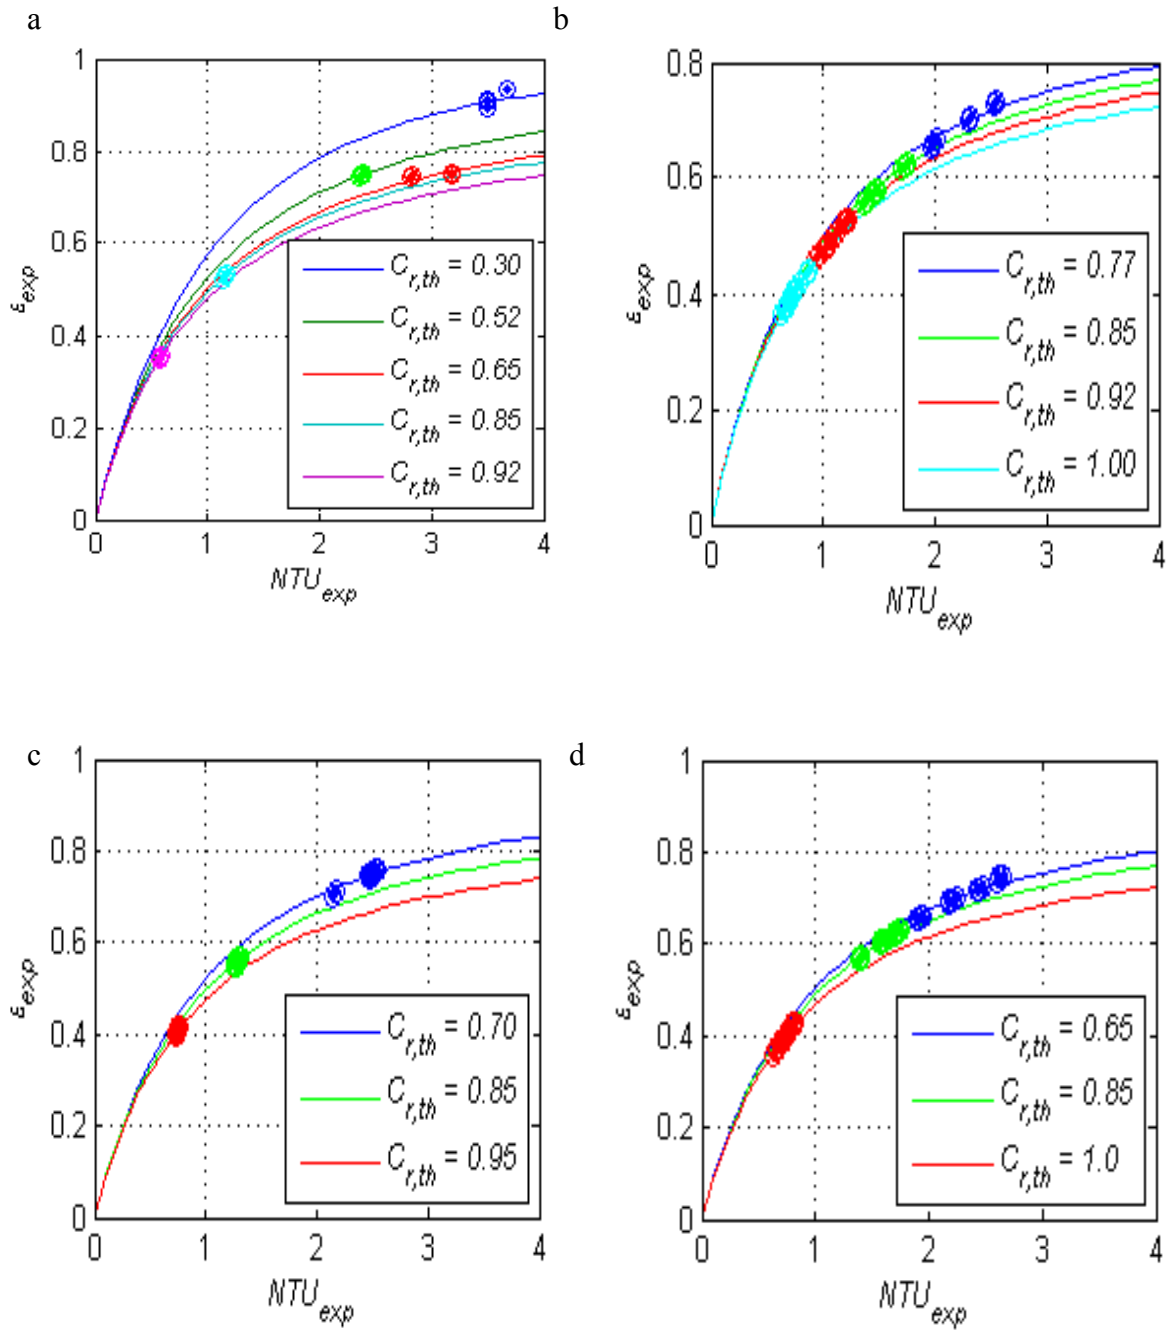 a
b
1
0.8
0.6
0.4
0.2
0
ε_exp
0 1 2 3 4
NTU_exp
C_r,th = 0.30
C_r,th = 0.52
C_r,th = 0.65
C_r,th = 0.85
C_r,th = 0.92
0.8
0.6
0.4
0.2
0
ε_exp
0 1 2 3 4
NTU_exp
C_r,th = 0.77
C_r,th = 0.85
C_r,th = 0.92
C_r,th = 1.00
c
d
1
0.8
0.6
0.4
0.2
0
ε_exp
0 1 2 3 4
NTU_exp
C_r,th = 0.70
C_r,th = 0.85
C_r,th = 0.95
1
0.8
0.6
0.4
0.2
0
ε_exp
0 1 2 3 4
NTU_exp
C_r,th = 0.65
C_r,th = 0.85
C_r,th = 1.0